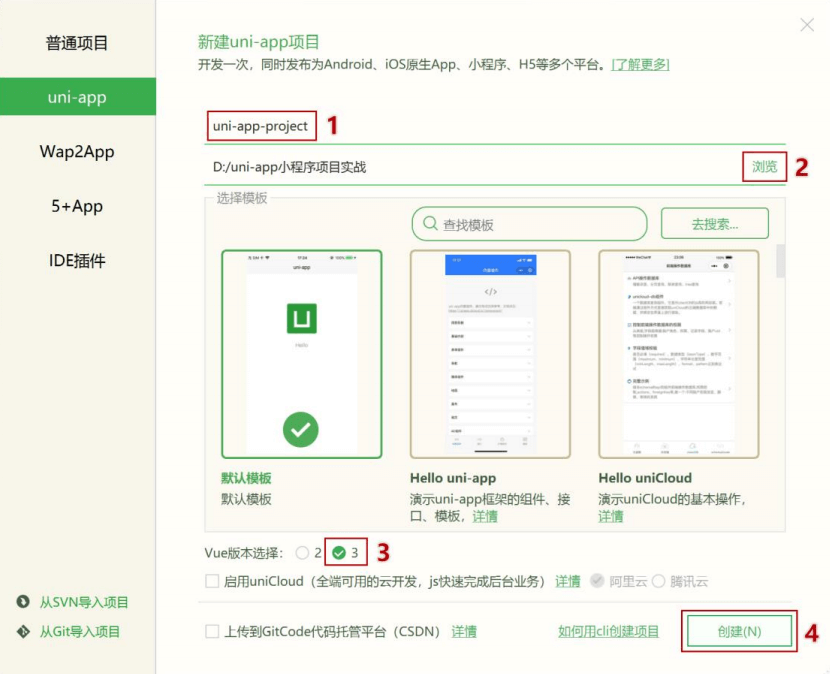 普通项目
uni-app
Wap2App
5+App
IDE插件
从SVN导入项目
从Git导入项目
新建uni-app项目
开发一次，同时发布为Android、iOS原生App、小程序、H5等多个平台。[了解更多]
uni-app-project 1
D:/uni-app小程序项目实战 浏览 2
选择模板
查找模板 去搜索...
17:24 100%
uni-app
Hello
默认模板
默认模板
Hello uni-app
演示uni-app框架的组件、接
口、模板，详情
Hello uniCloud
演示uniCloud的基本操作，
详情
Vue版本选择： 2 3 3
启用uniCloud（全端可用的云开发，js快速完成后台业务） 详情 阿里云 腾讯云
上传到GitCode代码托管平台（CSDN） 详情 如何用cli创建项目 创建(N) 4